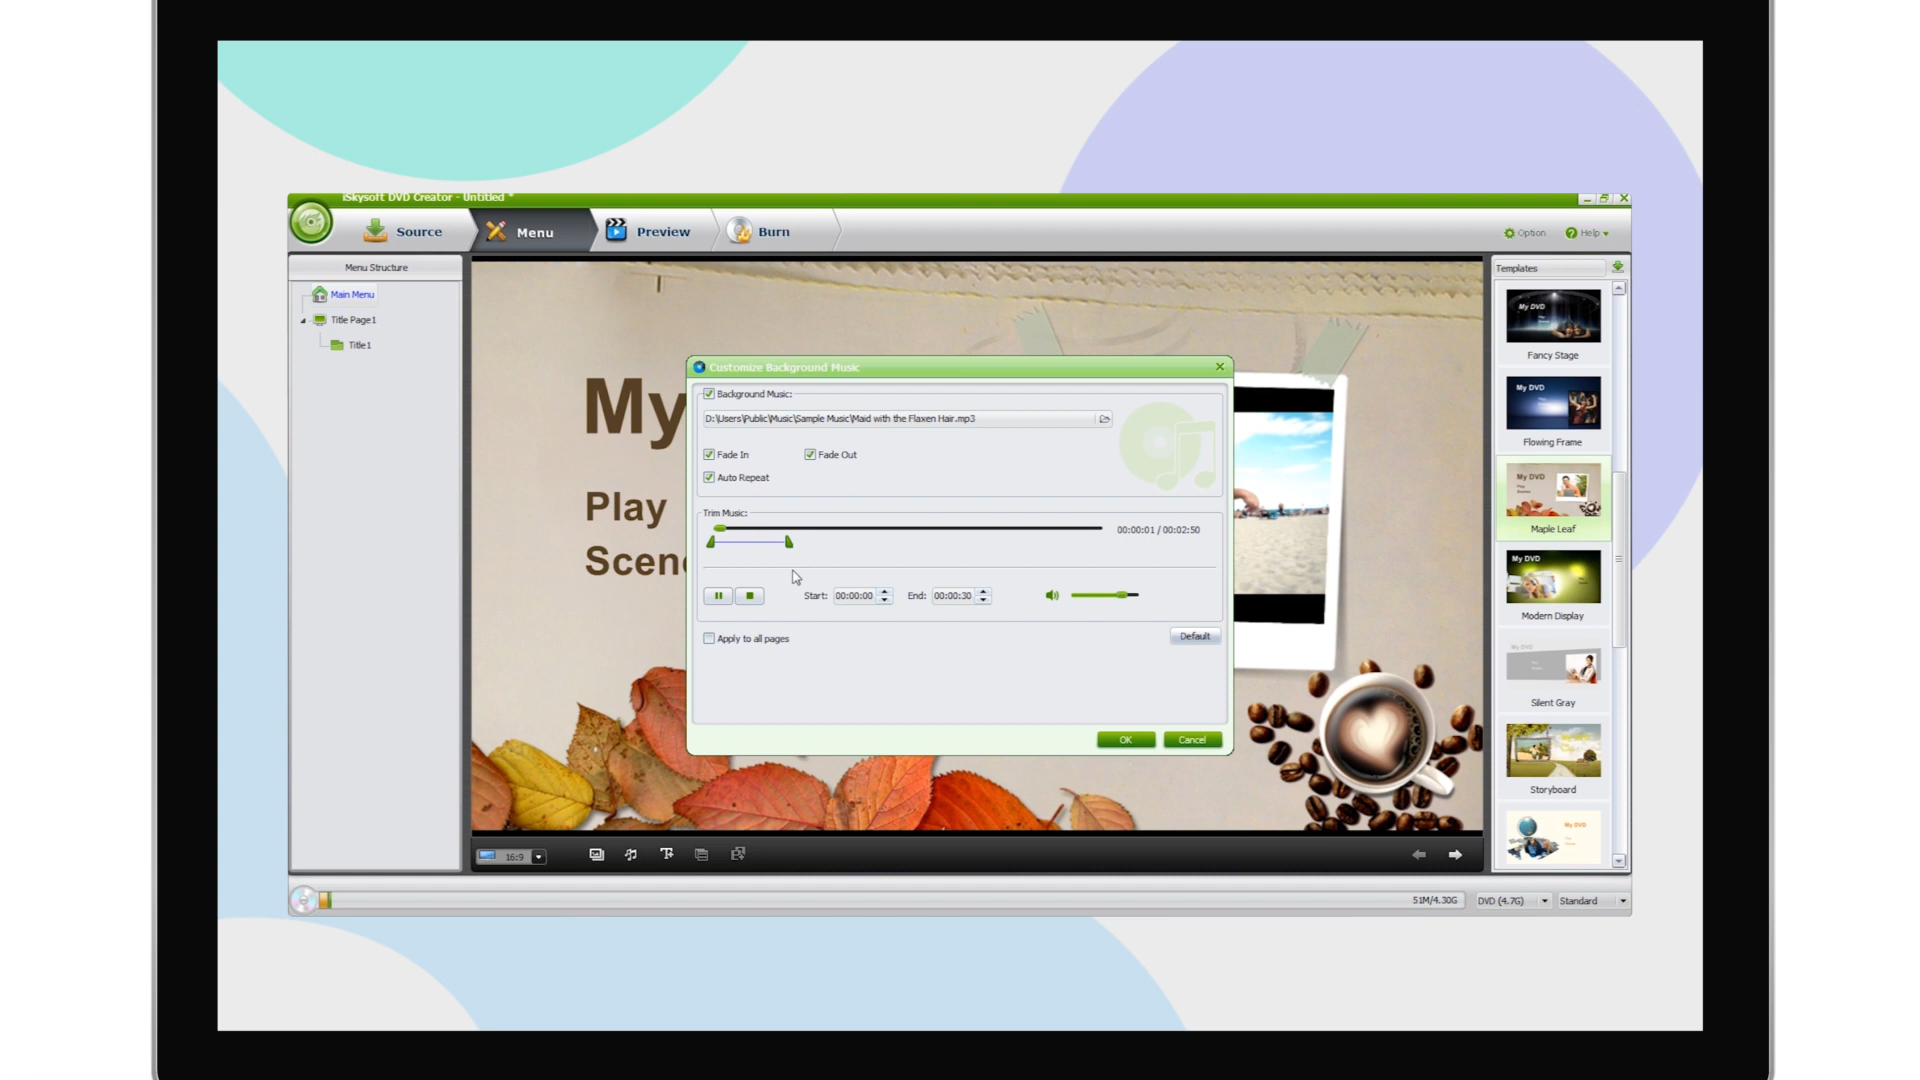 iSkysoft DVD Creator - Untitled *
Source
Menu
Preview
Burn
Option
Help
Menu Structure
Main Menu
Title Page1
Title1
My
Play
Scen
Customize Background Music
Background Music:
D:\Users\Public\Music\Sample Music\Maid with the Flaxen Hair.mp3
Fade In
Fade Out
Auto Repeat
Trim Music:
00:00:01 / 00:02:50
Start: 00:00:00
End: 00:00:30
Apply to all pages
Default
OK
Cancel
Templates
My DVD
Fancy Stage
My DVD
Flowing Frame
My DVD
Play
Scenes
Maple Leaf
My DVD
Modern Display
My DVD
Silent Gray
Storyboard
My DVD
16:9
51M/4.30G
DVD (4.7G)
Standard